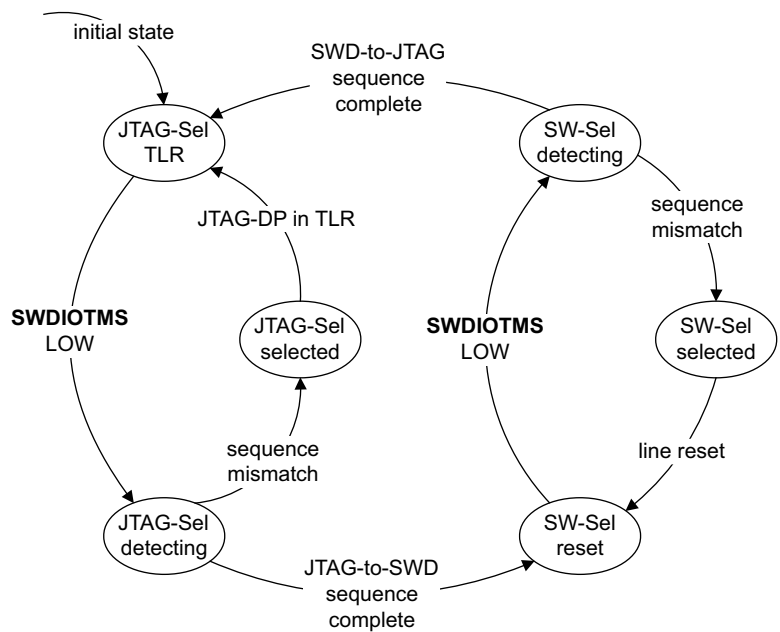 initial state
SWD-to-JTAG
sequence
complete
JTAG-Sel
TLR
SW-Sel
detecting
JTAG-DP in TLR
sequence
mismatch
SWDIOTMS
LOW
JTAG-Sel
selected
SWDIOTMS
LOW
SW-Sel
selected
sequence
mismatch
line reset
JTAG-Sel
detecting
SW-Sel
reset
JTAG-to-SWD
sequence
complete